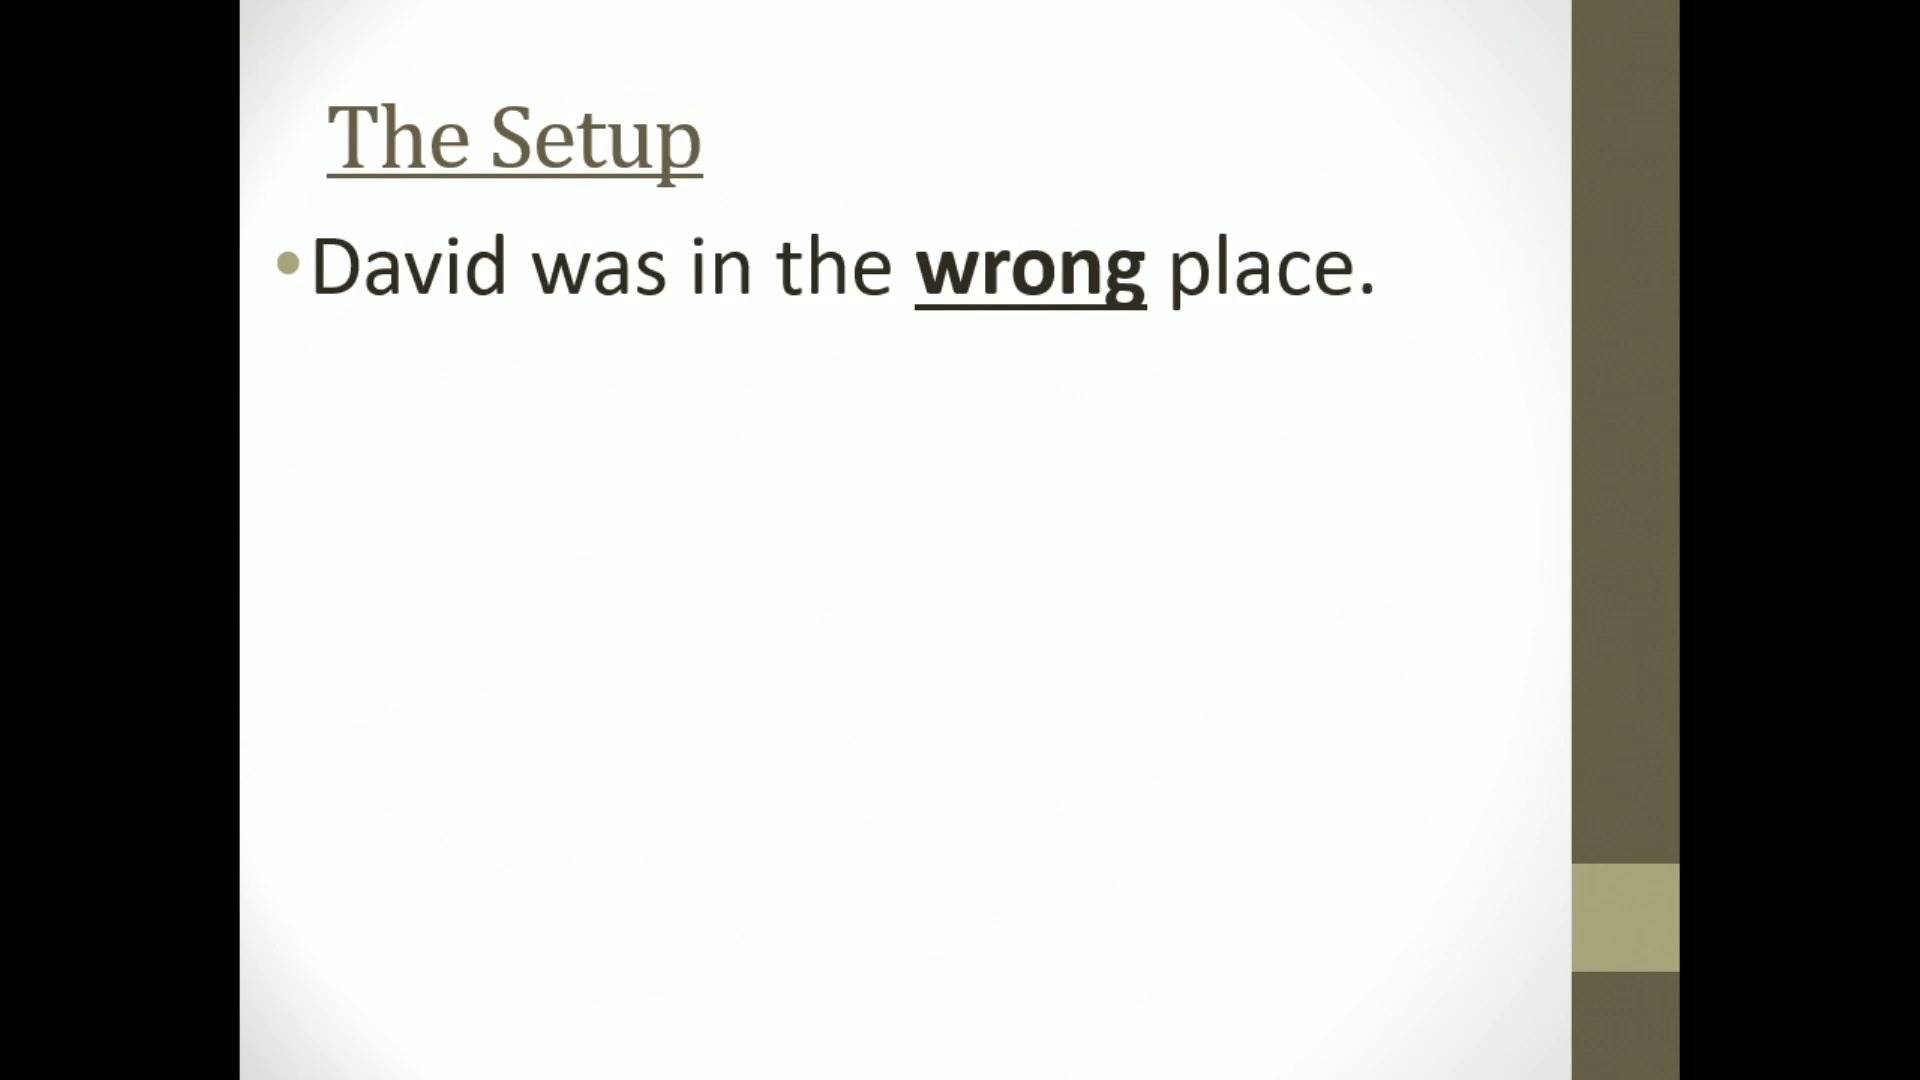 The Setup
•David was in the wrong place.